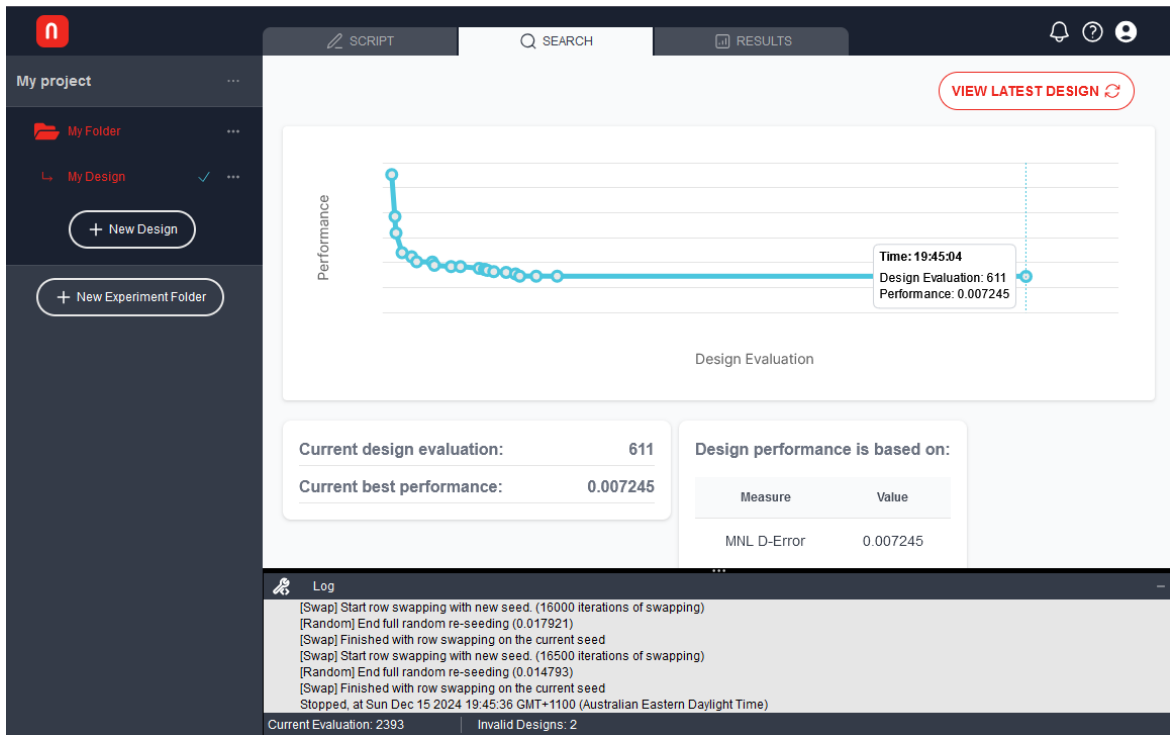 n
SCRIPT
SEARCH
RESULTS
My project
VIEW LATEST DESIGN
My Folder
My Design
+ New Design
+ New Experiment Folder
Performance
Time: 19:45:04
Design Evaluation: 611
Performance: 0.007245
Design Evaluation
Current design evaluation: 611
Current best performance: 0.007245
Design performance is based on:
Measure Value
MNL D-Error 0.007245
Log
[Swap] Start row swapping with new seed. (16000 iterations of swapping)
[Random] End full random re-seeding (0.017921)
[Swap] Finished with row swapping on the current seed
[Swap] Start row swapping with new seed. (16500 iterations of swapping)
[Random] End full random re-seeding (0.014793)
[Swap] Finished with row swapping on the current seed
Stopped, at Sun Dec 15 2024 19:45:36 GMT+1100 (Australian Eastern Daylight Time)
Current Evaluation: 2393 Invalid Designs: 2